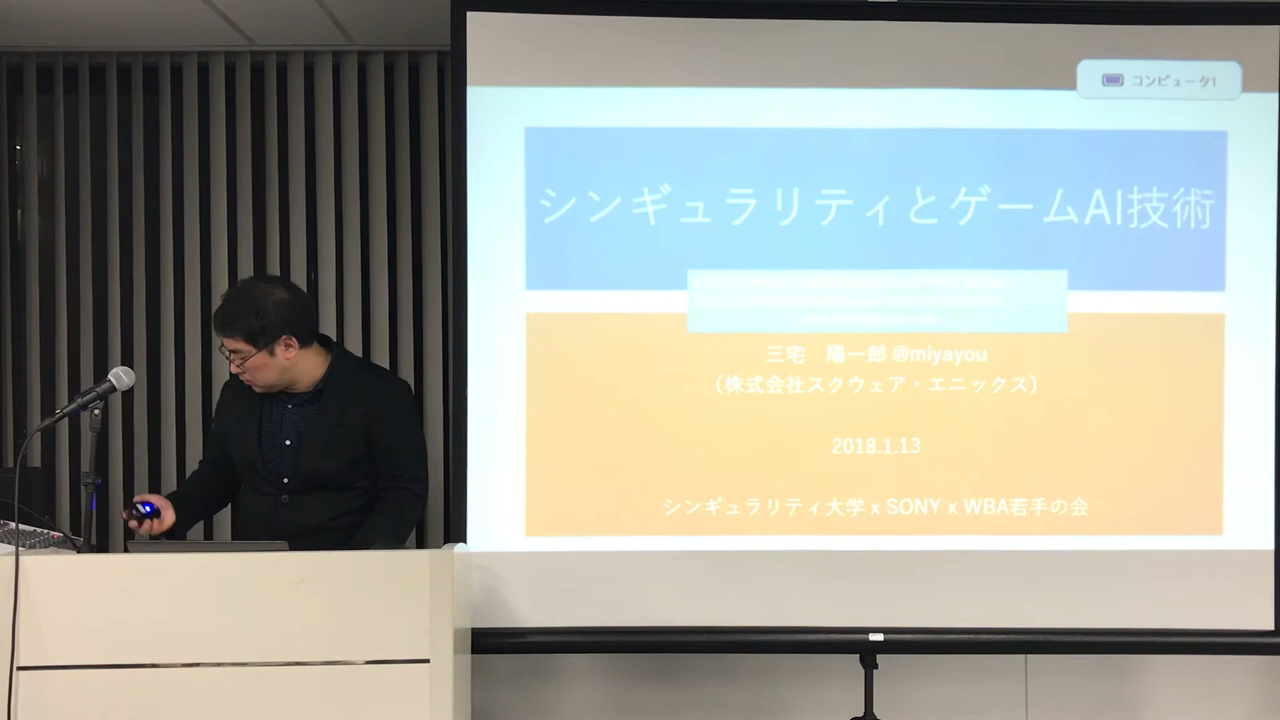 コンピュータ1
シンギュラリティとゲームAI技術
三宅 陽一郎 @miyayou
（株式会社スクウェア・エニックス）
2018.1.13
シンギュラリティ大学 x SONY x WBA若手の会